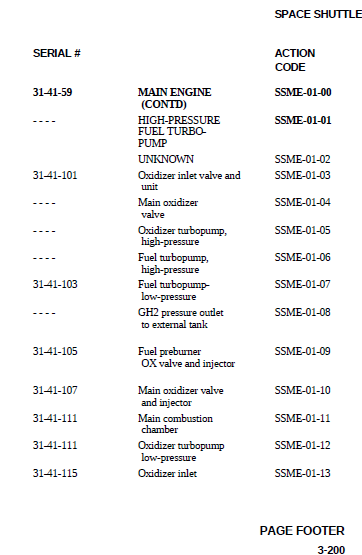 SPACE SHUTTLE
SERIAL # ACTION
CODE
31-41-59 MAIN ENGINE SSME-01-00
(CONTD)
- - - - HIGH-PRESSURE SSME-01-01
FUEL TURBO-
PUMP
UNKNOWN SSME-01-02
31-41-101 Oxidizer inlet valve and SSME-01-03
unit
- - - - Main oxidizer SSME-01-04
valve
- - - - Oxidizer turbopump, SSME-01-05
high-pressure
- - - - Fuel turbopump, SSME-01-06
high-pressure
31-41-103 Fuel turbopump- SSME-01-07
low-pressure
- - - - GH2 pressure outlet SSME-01-08
to external tank
31-41-105 Fuel preburner SSME-01-09
OX valve and injector
31-41-107 Main oxidizer valve SSME-01-10
and injector
31-41-111 Main combustion SSME-01-11
chamber
31-41-111 Oxidizer turbopump SSME-01-12
low-pressure
31-41-115 Oxidizer inlet SSME-01-13
PAGE FOOTER
3-200